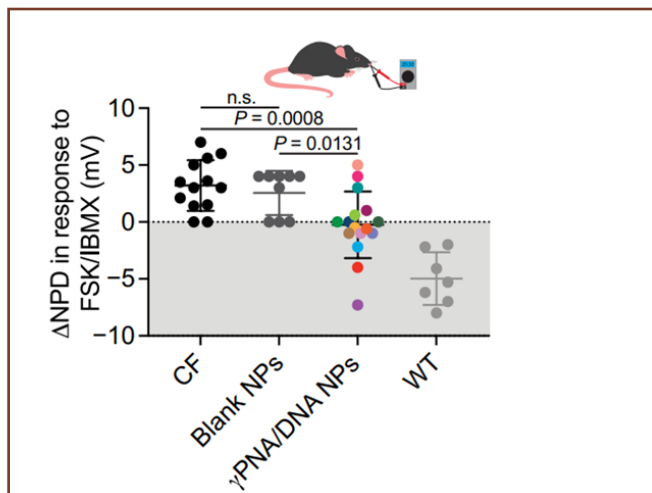 n.s.
P = 0.0008
P = 0.0131
10
5
0
−5
−10
ΔNPD in response to
FSK/IBMX (mV)
CF
Blank NPs
γPNA/DNA NPs
WT